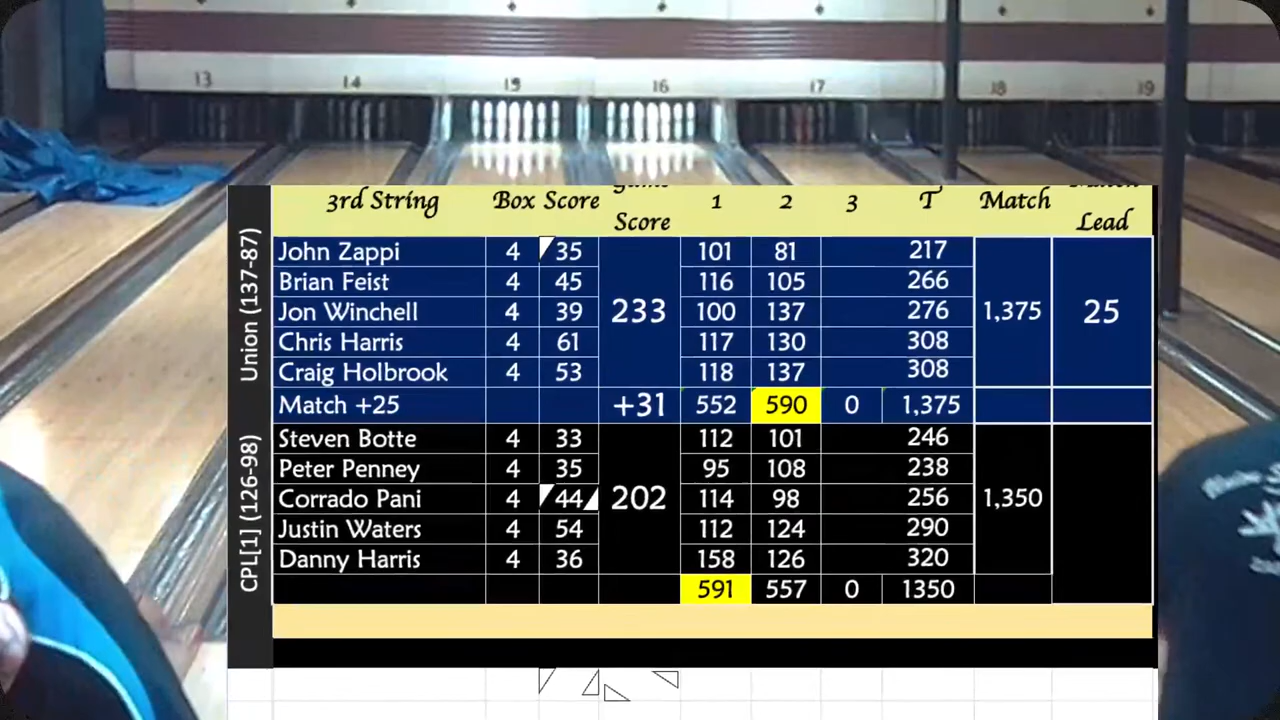 13 14 15 16 17 18 19
3rd String Box Score Score 1 2 3 T Match Lead
Union (137-87)
John Zappi 4 35 101 81 217
Brian Feist 4 45 116 105 266
Jon Winchell 4 39 233 100 137 276 1,375 25
Chris Harris 4 61 117 130 308
Craig Holbrook 4 53 118 137 308
Match +25 +31 552 590 0 1,375
CPL[1] (126-98)
Steven Botte 4 33 112 101 246
Peter Penney 4 35 95 108 238
Corrado Pani 4 44 202 114 98 256 1,350
Justin Waters 4 54 112 124 290
Danny Harris 4 36 158 126 320
591 557 0 1350